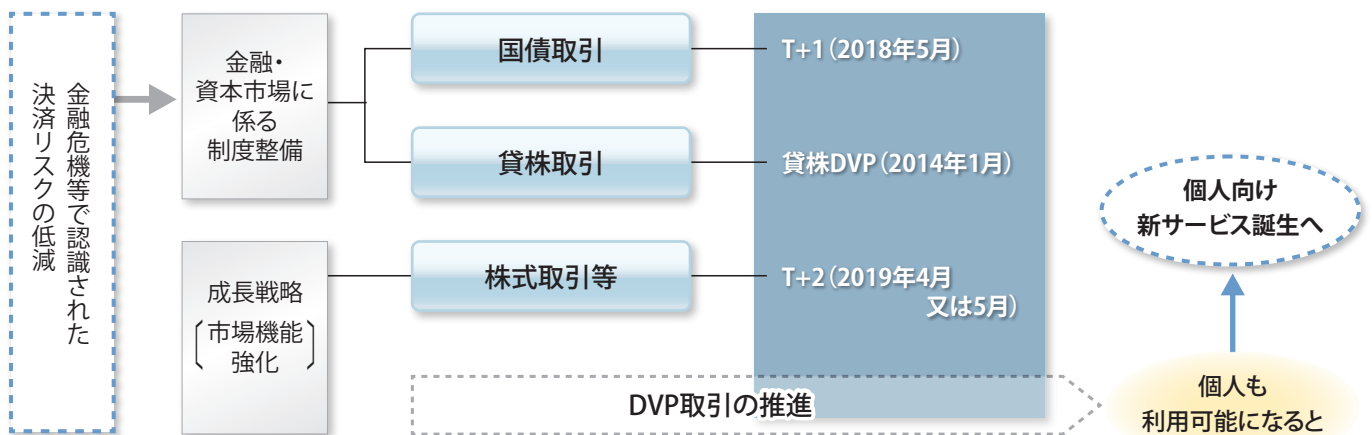 金融危機等で認識された
決済リスクの低減
金融・
資本市場に
係る
制度整備
国債取引
T+1（2018年5月）
貸株取引
貸株DVP（2014年1月）
成長戦略
市場機能
強化
株式取引等
T+2（2019年4月
又は5月）
DVP取引の推進
個人向け
新サービス誕生へ
個人も
利用可能になると